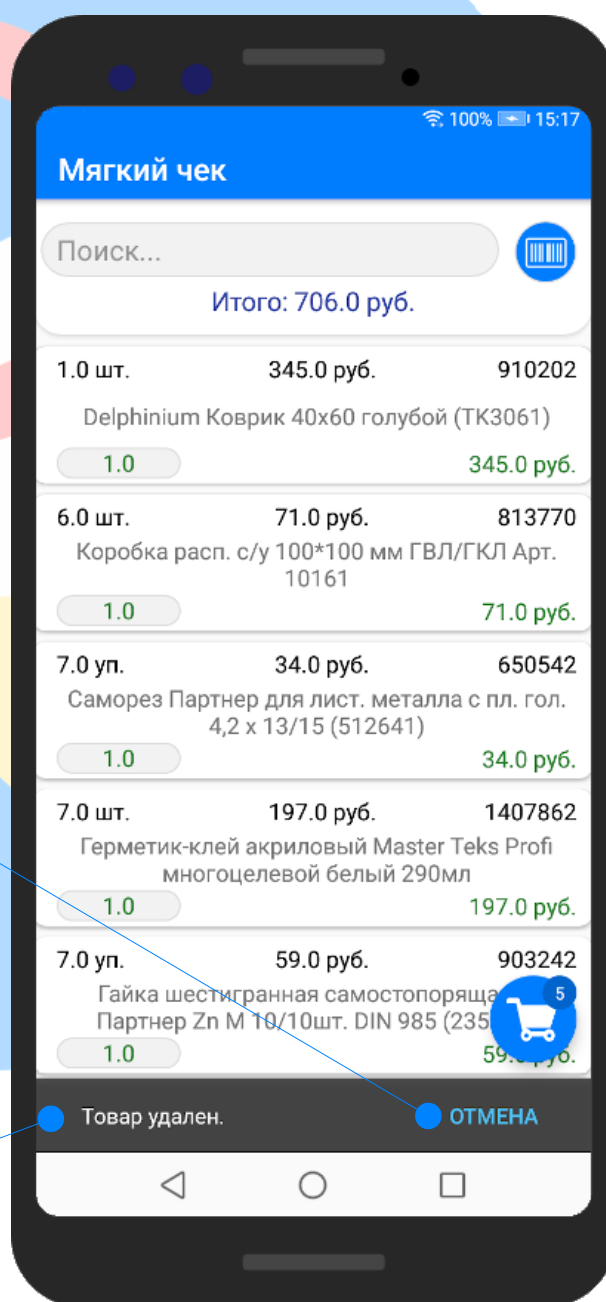 100% 15:17
Мягкий чек
Поиск...
Итого: 706.0 руб.
1.0 шт. 345.0 руб. 910202
Delphinium Коврик 40x60 голубой (TK3061)
1.0 345.0 руб.
6.0 шт. 71.0 руб. 813770
Коробка расп. с/у 100*100 мм ГВЛ/ГКЛ Арт.
10161
1.0 71.0 руб.
7.0 уп. 34.0 руб. 650542
Саморез Партнер для лист. металла с пл. гол.
4,2 x 13/15 (512641)
1.0 34.0 руб.
7.0 шт. 197.0 руб. 1407862
Герметик-клей акриловый Master Teks Profi
многоцелевой белый 290мл
1.0 197.0 руб.
7.0 уп. 59.0 руб. 903242
Гайка шестигранная 5
Партнер Zn M 10/10шт. DIN 985 (235
1.0 59.
Товар удален. ОТМЕНА